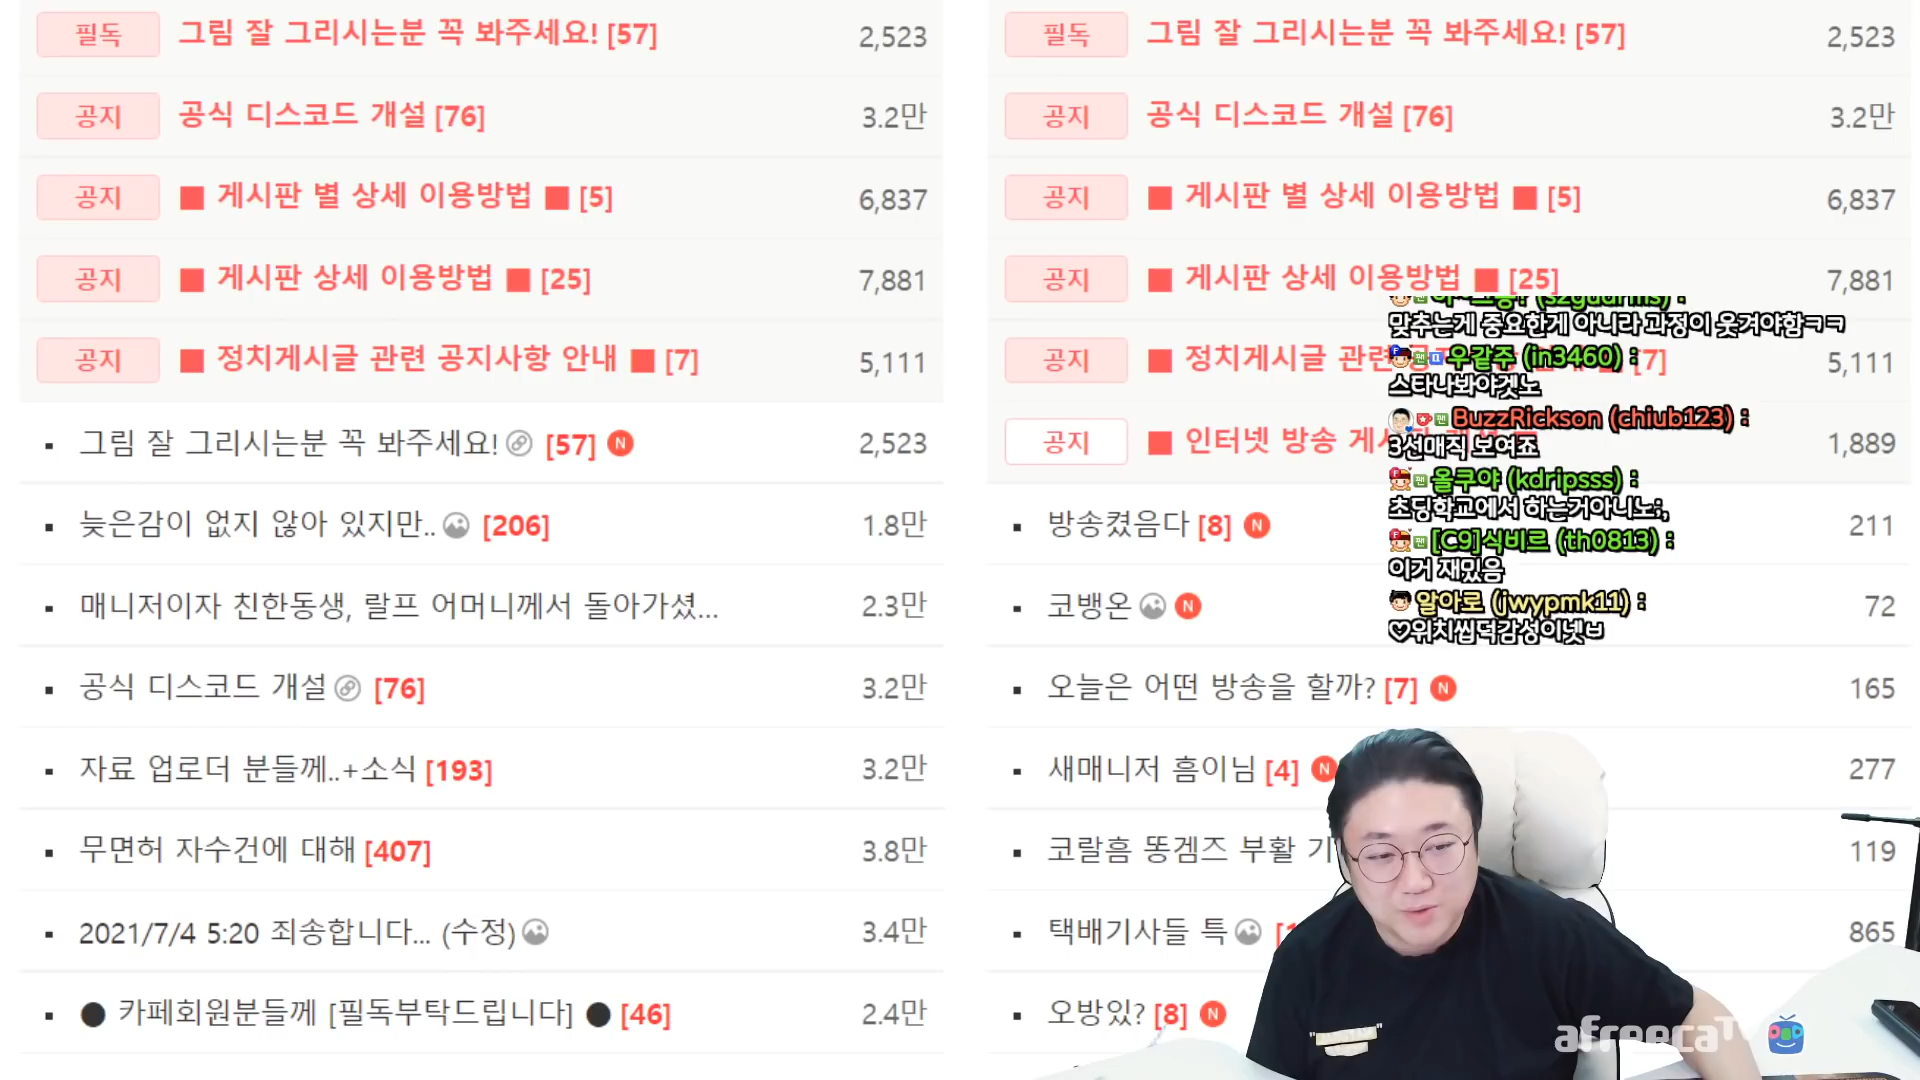 필독 그림 잘 그리시는분 꼭 봐주세요! [57] 2,523
공지 공식 디스코드 개설 [76] 3.2만
공지 ■ 게시판 별 상세 이용방법 ■ [5] 6,837
공지 ■ 게시판 상세 이용방법 ■ [25] 7,881
공지 ■ 정치게시글 관련 공지사항 안내 ■ [7] 5,111
▪ 그림 잘 그리시는분 꼭 봐주세요! [57] N 2,523
▪ 늦은감이 없지 않아 있지만.. [206] 1.8만
▪ 매니저이자 친한동생, 랄프 어머니께서 돌아가셨... 2.3만
▪ 공식 디스코드 개설 [76] 3.2만
▪ 자료 업로더 분들께..+소식 [193] 3.2만
▪ 무면허 자수건에 대해 [407] 3.8만
▪ 2021/7/4 5:20 죄송합니다... (수정) 3.4만
▪ ● 카페회원분들께 [필독부탁드립니다] ● [46] 2.4만
필독 그림 잘 그리시는분 꼭 봐주세요! [57] 2,523
공지 공식 디스코드 개설 [76] 3.2만
공지 ■ 게시판 별 상세 이용방법 ■ [5] 6,837
공지 ■ 게시판 상세 이용방법 ■ [25] 7,881
공지 ■ 정치게시글 관련 [7] 5,111
공지 ■ 인터넷 방송 1,889
▪ 방송켰음다 [8] N 211
▪ 코뱅온 N 72
▪ 오늘은 어떤 방송을 할까? [7] N 165
▪ 새매니저 흠이님 [4] N 277
▪ 코랄흠 똥겜즈 부활 119
▪ 택배기사들 특 865
▪ 오방있? [8] N
맞추는게 중요한게 아니라 과정이 웃겨야함ㅋㅋ
우같주 (in3460) :
스타나봐야겟노
BuzzRickson (chiub123) :
3선매직 보여죠
올쿠야 (kdripsss) :
초딩학교에서 하는거아니노;,
[C9]식비르 (th0813) :
이거 재밌음
알아로 (jwypmk11) :
♡위치씹덕감성이넷ㅂ
afreecaTV